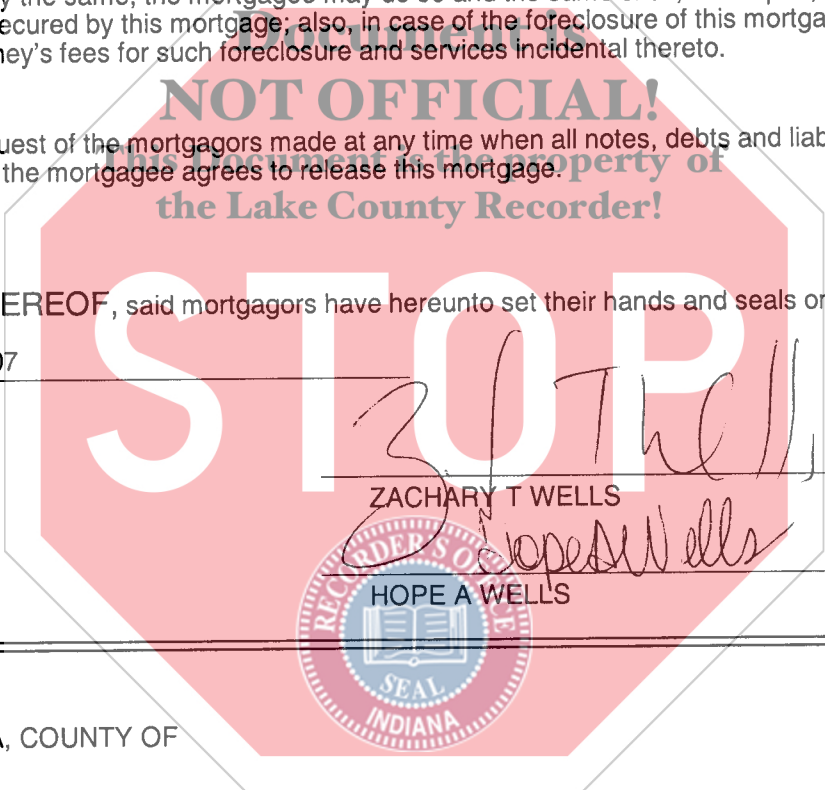 ecured by this mortgage; also, in case of the foreclosure of this mortga
ey's fees for such foreclosure and services incidental thereto.
Document is
NOT OFFICIAL!
uest of the mortgagors made at any time when all notes, debts and liab
This Document is the property of
the mortgagee agrees to release this mortgage.
the Lake County Recorder!
EREOF, said mortgagors have hereunto set their hands and seals on
07
STOP
ZACHARY T WELLS
Hope A Wells
HOPE A WELLS
RECORDER'S OFFICE
SEAL
INDIANA
A, COUNTY OF